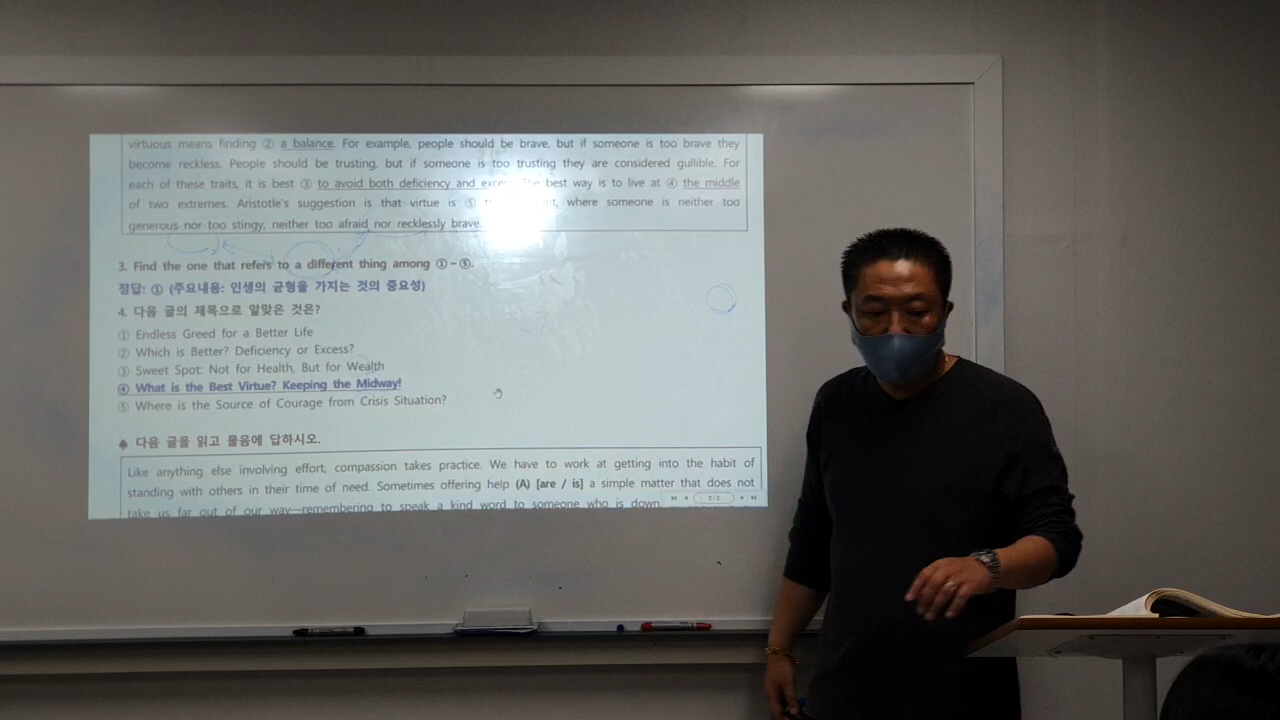 virtuous means finding ② a balance. For example, people should be brave, but if someone is too brave they
become reckless. People should be trusting, but if someone is too trusting they are considered gullible. For
each of these traits, it is best ③ to avoid both deficiency and best way is to live at ④ the middle
of two extremes. Aristotle's suggestion is that virtue is ⑤ where someone is neither too
generous nor too stingy, neither too afraid nor recklessly brave.
3. Find the one that refers to a different thing among ①~⑤.
정답: ① (주요내용: 인생의 균형을 가지는 것의 중요성)
4. 다음 글의 제목으로 알맞은 것은?
① Endless Greed for a Better Life
② Which is Better? Deficiency or Excess?
③ Sweet Spot: Not for Health, But for Wealth
④ What is the Best Virtue? Keeping the Midway!
⑤ Where is the Source of Courage from Crisis Situation?
♠ 다음 글을 읽고 물음에 답하시오.
Like anything else involving effort, compassion takes practice. We have to work at getting into the habit of
standing with others in their time of need. Sometimes offering help (A) [are / is] a simple matter that does not
take us far out of our way—remembering to speak a kind word to someone who is down
2/2